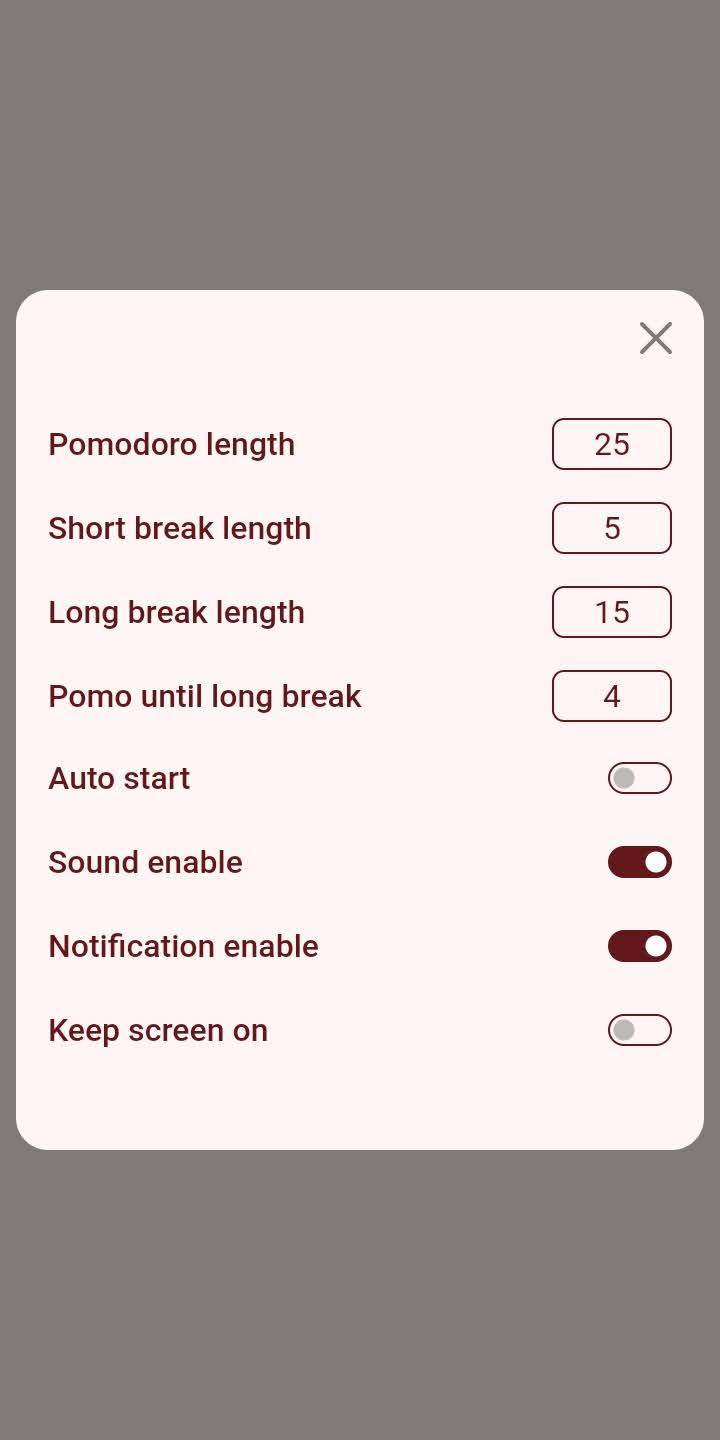 Pomodoro length 25
Short break length 5
Long break length 15
Pomo until long break 4
Auto start
Sound enable
Notification enable
Keep screen on